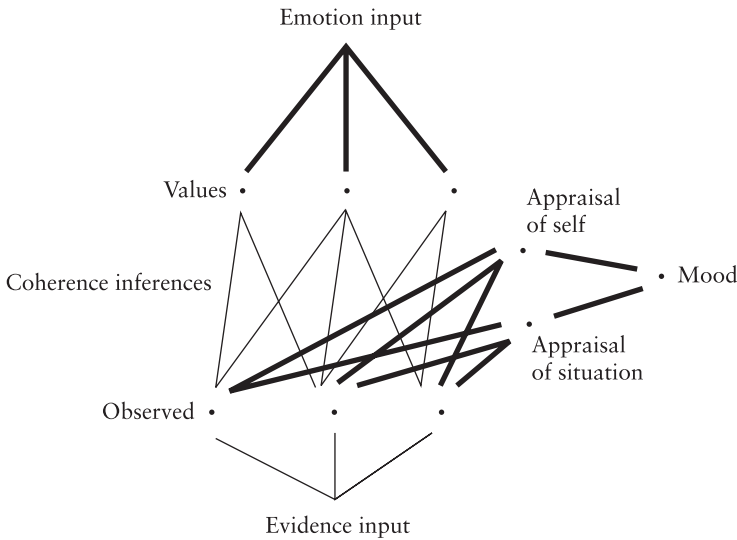 Emotion input
Values
Appraisal
of self
Coherence inferences
Mood
Appraisal
of situation
Observed
Evidence input